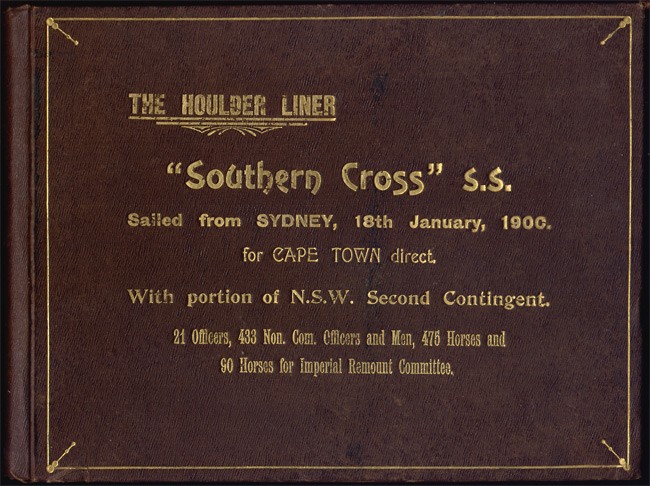 THE HOULDER LINER
"Southern Cross" S.S.
Sailed from SYDNEY, 18th January, 1900.
for CAPE TOWN direct.
With portion of N.S.W. Second Contingent.
21 Officers, 433 Non. Com. Officers and Men, 475 Horses and
90 Horses for Imperial Remount Committee.